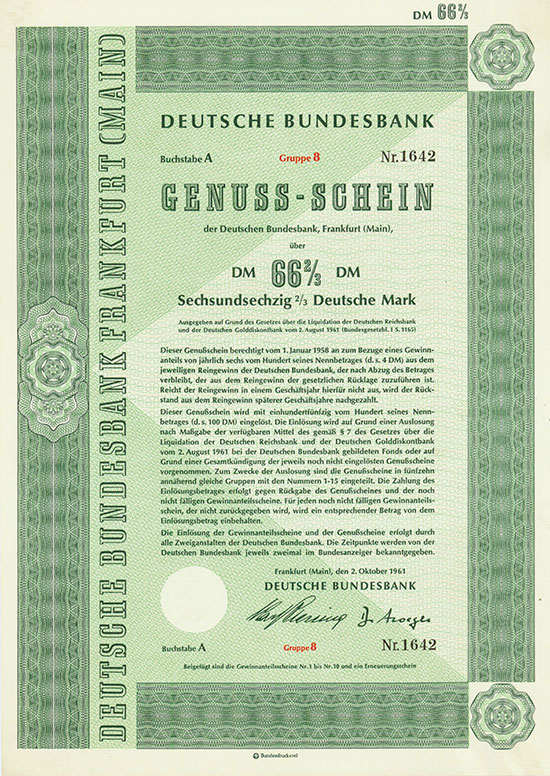 DM 66 2/3
DEUTSCHE BUNDESBANK FRANKFURT (MAIN)
DEUTSCHE BUNDESBANK
Buchstabe A Gruppe 8 Nr. 1642
GENUSS-SCHEIN
der Deutschen Bundesbank, Frankfurt (Main),
über
DM 66 2/3 DM
Sechsundsechzig 2/3 Deutsche Mark
Ausgegeben auf Grund des Gesetzes über die Liquidation der Deutschen Reichsbank
und der Deutschen Golddiskontbank vom 2. August 1961 (Bundesgesetzbl. I S. 1165)
Dieser Genußschein berechtigt vom 1. Januar 1958 an zum Bezuge eines Gewinn-
anteils von jährlich sechs vom Hundert seines Nennbetrages (d. s. 4 DM) aus dem
jeweiligen Reingewinn der Deutschen Bundesbank, der nach Abzug des Betrages
verbleibt, der aus dem Reingewinn der gesetzlichen Rücklage zuzuführen ist.
Reicht der Reingewinn in einem Geschäftsjahr hierfür nicht aus, wird der Rück-
stand aus dem Reingewinn späterer Geschäftsjahre nachgezahlt.
Dieser Genußschein wird mit einhundertfünfzig vom Hundert seines Nenn-
betrages (d. s. 100 DM) eingelöst. Die Einlösung wird auf Grund einer Auslosung
nach Maßgabe der verfügbaren Mittel des gemäß § 7 des Gesetzes über die
Liquidation der Deutschen Reichsbank und der Deutschen Golddiskontbank
vom 2. August 1961 bei der Deutschen Bundesbank gebildeten Fonds oder auf
Grund einer Gesamtkündigung der jeweils noch nicht eingelösten Genußscheine
vorgenommen. Zum Zwecke der Auslosung sind die Genußscheine in fünfzehn
annähernd gleiche Gruppen mit den Nummern 1-15 eingeteilt. Die Zahlung des
Einlösungsbetrages erfolgt gegen Rückgabe des Genußscheines und der noch
nicht fälligen Gewinnanteilscheine. Für jeden noch nicht fälligen Gewinnanteil-
schein, der nicht zurückgegeben wird, wird ein entsprechender Betrag von dem
Einlösungsbetrag einbehalten.
Die Einlösung der Gewinnanteilscheine und der Genußscheine erfolgt durch
alle Zweiganstalten der Deutschen Bundesbank. Die Zeitpunkte werden von der
Deutschen Bundesbank jeweils zweimal im Bundesanzeiger bekanntgegeben.
Frankfurt (Main), den 2. Oktober 1961
DEUTSCHE BUNDESBANK
Buchstabe A Gruppe 8 Nr. 1642
Beigefügt sind die Gewinnanteilscheine Nr. 1 bis Nr. 10 und ein Erneuerungsschein
Bundesdruckerei